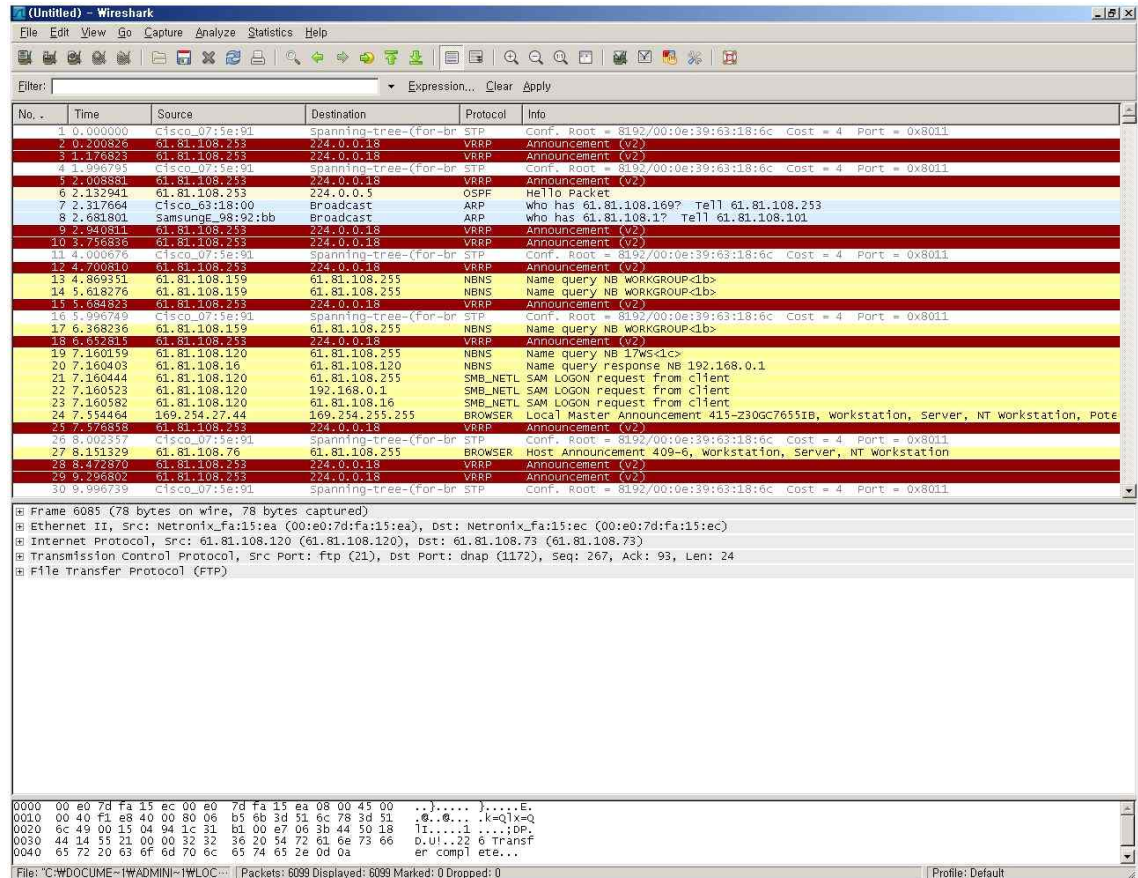 (Untitled) - Wireshark
File Edit View Go Capture Analyze Statistics Help
Filter: Expression... Clear Apply
No. . Time Source Destination Protocol Info
1 0.000000 Cisco_07:5e:91 Spanning-tree-(for-br STP Conf. Root = 8192/00:0e:39:63:18:6c Cost = 4 Port = 0x8011
2 0.200826 61.81.108.253 224.0.0.18 VRRP Announcement (v2)
3 1.176823 61.81.108.253 224.0.0.18 VRRP Announcement (v2)
4 1.996795 Cisco_07:5e:91 Spanning-tree-(for-br STP Conf. Root = 8192/00:0e:39:63:18:6c Cost = 4 Port = 0x8011
5 2.008881 61.81.108.253 224.0.0.18 VRRP Announcement (v2)
6 2.132941 61.81.108.253 224.0.0.5 OSPF Hello Packet
7 2.317664 Cisco_63:18:00 Broadcast ARP who has 61.81.108.169? Tell 61.81.108.253
8 2.681801 SamsungE_98:92:bb Broadcast ARP who has 61.81.108.1? Tell 61.81.108.101
9 2.940811 61.81.108.253 224.0.0.18 VRRP Announcement (v2)
10 3.756836 61.81.108.253 224.0.0.18 VRRP Announcement (v2)
11 4.000676 Cisco_07:5e:91 Spanning-tree-(for-br STP Conf. Root = 8192/00:0e:39:63:18:6c Cost = 4 Port = 0x8011
12 4.700810 61.81.108.253 224.0.0.18 VRRP Announcement (v2)
13 4.869351 61.81.108.159 61.81.108.255 NBNS Name query NB WORKGROUP<1b>
14 5.618276 61.81.108.159 61.81.108.255 NBNS Name query NB WORKGROUP<1b>
15 5.684823 61.81.108.253 224.0.0.18 VRRP Announcement (v2)
16 5.996749 Cisco_07:5e:91 Spanning-tree-(for-br STP Conf. Root = 8192/00:0e:39:63:18:6c Cost = 4 Port = 0x8011
17 6.368236 61.81.108.159 61.81.108.255 NBNS Name query NB WORKGROUP<1b>
18 6.652815 61.81.108.253 224.0.0.18 VRRP Announcement (v2)
19 7.160159 61.81.108.120 61.81.108.255 NBNS Name query NB 17WS<1c>
20 7.160403 61.81.108.16 61.81.108.120 NBNS Name query response NB 192.168.0.1
21 7.160444 61.81.108.120 61.81.108.255 SMB_NETL SAM LOGON request from client
22 7.160523 61.81.108.120 192.168.0.1 SMB_NETL SAM LOGON request from client
23 7.160582 61.81.108.120 61.81.108.16 SMB_NETL SAM LOGON request from client
24 7.554464 169.254.27.44 169.254.255.255 BROWSER Local Master Announcement 415-Z30GC7655IB, Workstation, Server, NT Workstation, Pote
25 7.576858 61.81.108.253 224.0.0.18 VRRP Announcement (v2)
26 8.002357 Cisco_07:5e:91 Spanning-tree-(for-br STP Conf. Root = 8192/00:0e:39:63:18:6c Cost = 4 Port = 0x8011
27 8.151329 61.81.108.76 61.81.108.255 BROWSER Host Announcement 409-6, Workstation, Server, NT Workstation
28 8.472870 61.81.108.253 224.0.0.18 VRRP Announcement (v2)
29 9.296802 61.81.108.253 224.0.0.18 VRRP Announcement (v2)
30 9.996739 Cisco_07:5e:91 Spanning-tree-(for-br STP Conf. Root = 8192/00:0e:39:63:18:6c Cost = 4 Port = 0x8011
Frame 6085 (78 bytes on wire, 78 bytes captured)
Ethernet II, Src: Netronix_fa:15:ea (00:e0:7d:fa:15:ea), Dst: Netronix_fa:15:ec (00:e0:7d:fa:15:ec)
Internet Protocol, Src: 61.81.108.120 (61.81.108.120), Dst: 61.81.108.73 (61.81.108.73)
Transmission Control Protocol, Src Port: ftp (21), Dst Port: dnap (1172), Seq: 267, Ack: 93, Len: 24
File Transfer Protocol (FTP)
0000 00 e0 7d fa 15 ec 00 e0 7d fa 15 ea 08 00 45 00 ..}..... }.....E.
0010 00 40 f1 e8 40 00 80 06 b5 6b 3d 51 6c 78 3d 51 .@..@... .k=Qlx=Q
0020 6c 49 00 15 04 94 1c 31 b1 00 e7 06 3b 44 50 18 lI.....1 ....;DP.
0030 44 14 55 21 00 00 32 32 36 20 54 72 61 6e 73 66 D.U!..22 6 Transf
0040 65 72 20 63 6f 6d 70 6c 65 74 65 2e 0d 0a er compl ete...
File: "C:₩DOCUME~1₩ADMINI~1₩LOC... Packets: 6099 Displayed: 6099 Marked: 0 Dropped: 0 Profile: Default